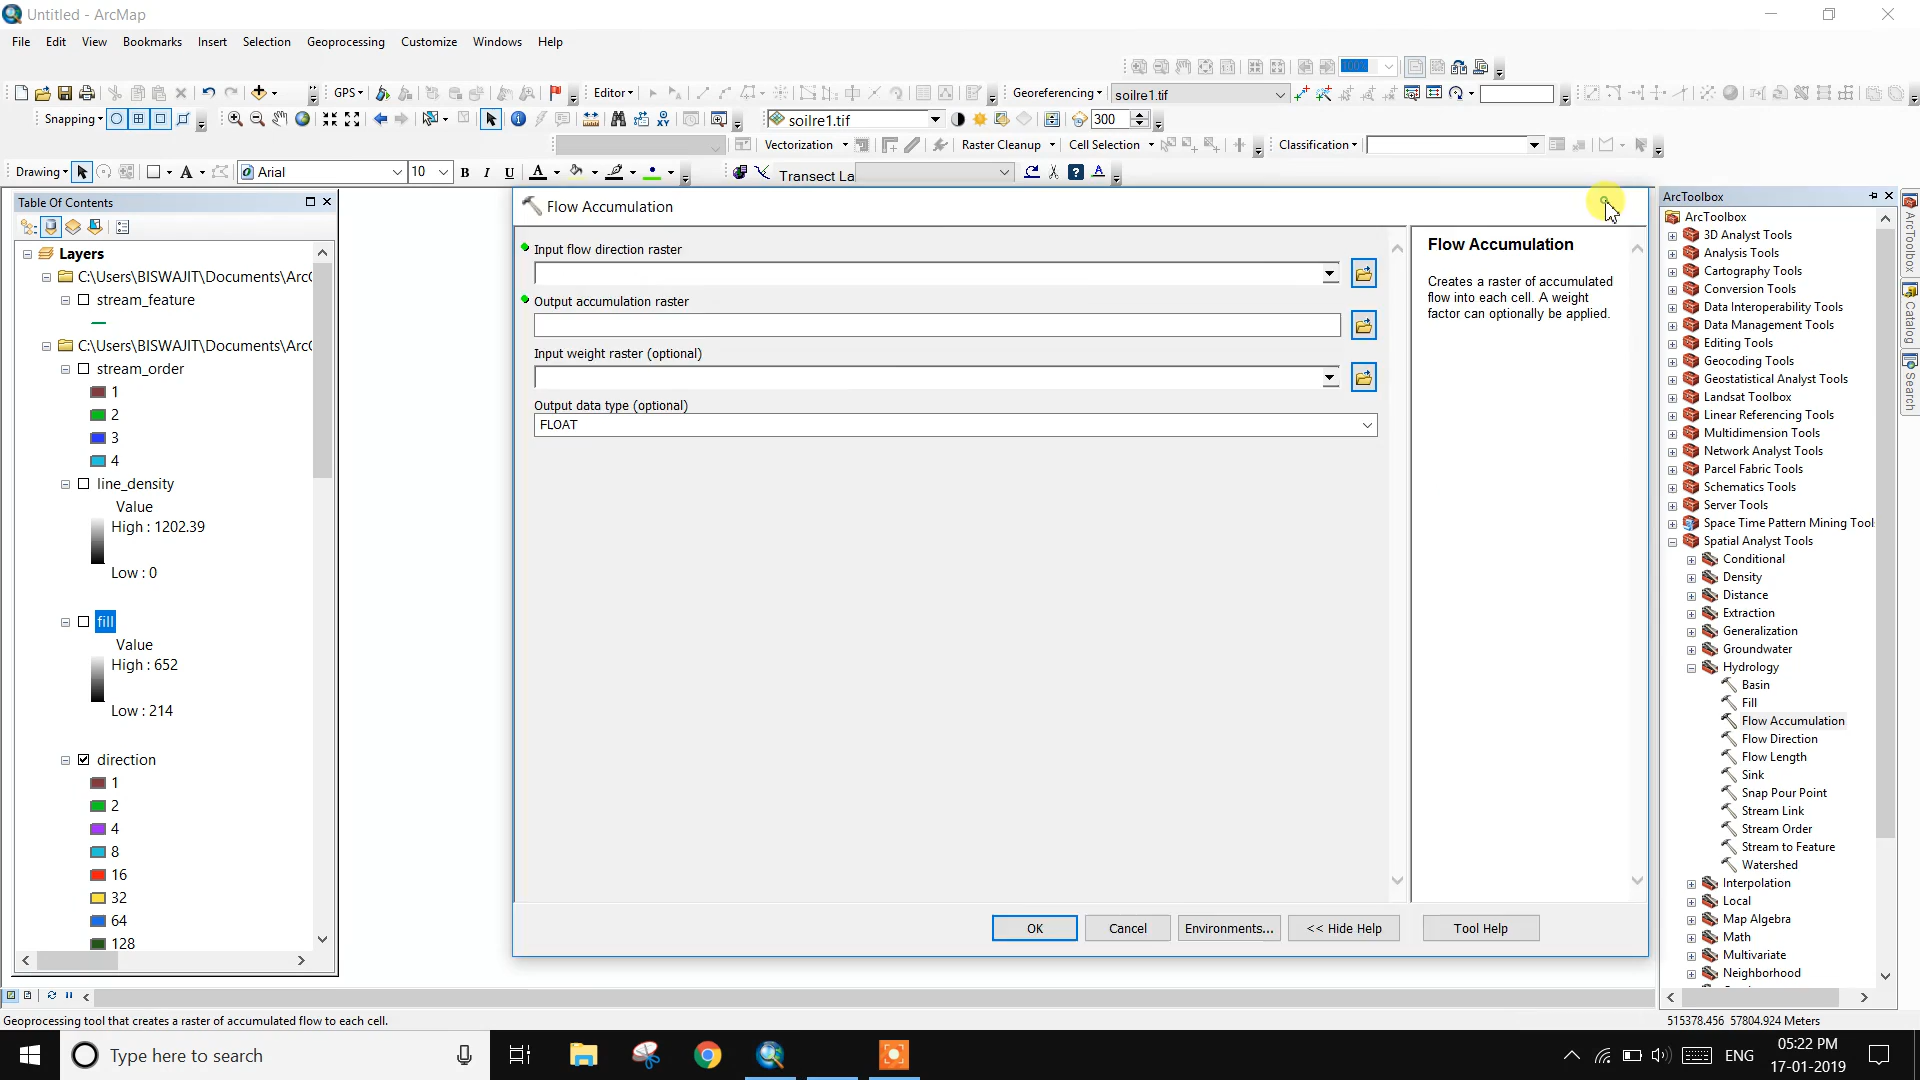 Untitled - ArcMap
File Edit View Bookmarks Insert Selection Geoprocessing Customize Windows Help
100%
GPS Editor Georeferencing soilre1.tif
Snapping soilre1.tif 300
Vectorization Raster Cleanup Cell Selection Classification
Drawing Arial 10 B I U A Transect La
Table Of Contents
Layers
C:\Users\BISWAJIT\Documents\Arc
stream_feature
C:\Users\BISWAJIT\Documents\Arc
stream_order
1
2
3
4
line_density
Value
High : 1202.39
Low : 0
fill
Value
High : 652
Low : 214
direction
1
2
4
8
16
32
64
128
Flow Accumulation
Input flow direction raster
Output accumulation raster
Input weight raster (optional)
Output data type (optional)
FLOAT
OK Cancel Environments... << Hide Help Tool Help
Flow Accumulation
Creates a raster of accumulated
flow into each cell. A weight
factor can optionally be applied.
ArcToolbox
ArcToolbox
3D Analyst Tools
Analysis Tools
Cartography Tools
Conversion Tools
Data Interoperability Tools
Data Management Tools
Editing Tools
Geocoding Tools
Geostatistical Analyst Tools
Landsat Toolbox
Linear Referencing Tools
Multidimension Tools
Network Analyst Tools
Parcel Fabric Tools
Schematics Tools
Server Tools
Space Time Pattern Mining Tool
Spatial Analyst Tools
Conditional
Density
Distance
Extraction
Generalization
Groundwater
Hydrology
Basin
Fill
Flow Accumulation
Flow Direction
Flow Length
Sink
Snap Pour Point
Stream Link
Stream Order
Stream to Feature
Watershed
Interpolation
Local
Map Algebra
Math
Multivariate
Neighborhood
ArcToolbox
Catalog
Search
Geoprocessing tool that creates a raster of accumulated flow to each cell.
515378.456 57804.924 Meters
Type here to search
ENG
05:22 PM
17-01-2019